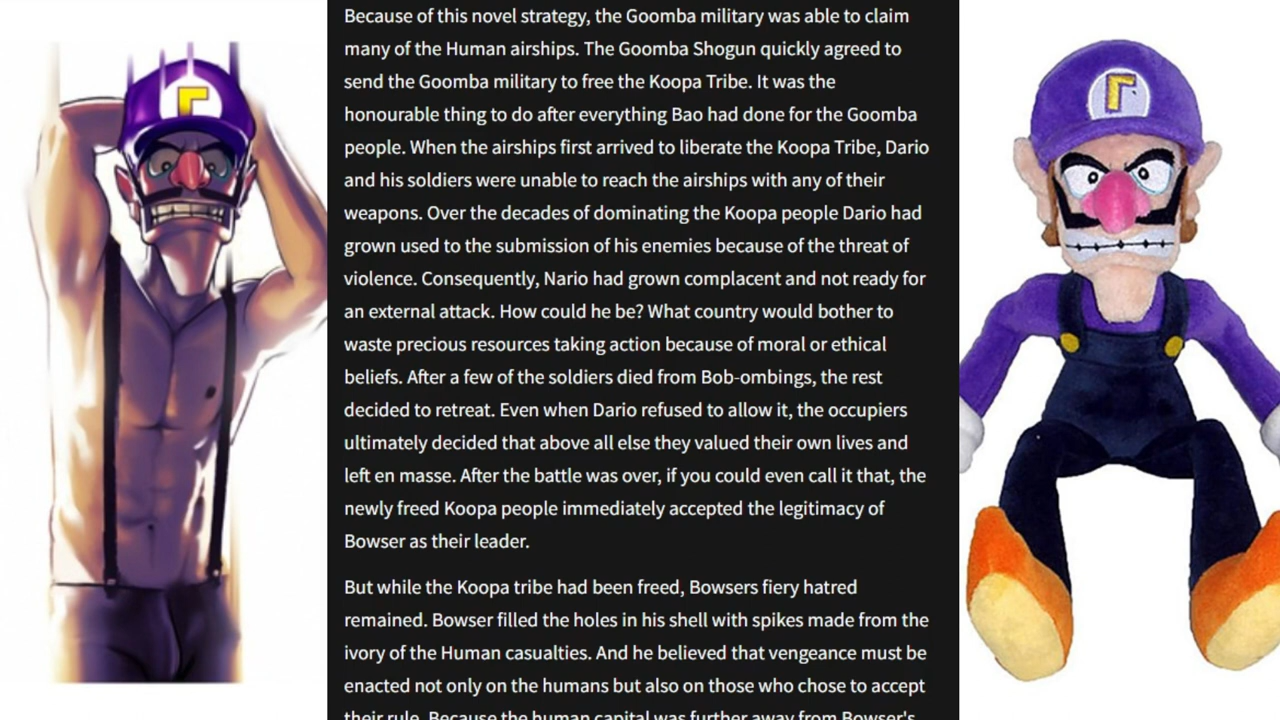 Because of this novel strategy, the Goomba military was able to claim
many of the Human airships. The Goomba Shogun quickly agreed to
send the Goomba military to free the Koopa Tribe. It was the
honourable thing to do after everything Bao had done for the Goomba
people. When the airships first arrived to liberate the Koopa Tribe, Dario
and his soldiers were unable to reach the airships with any of their
weapons. Over the decades of dominating the Koopa people Dario had
grown used to the submission of his enemies because of the threat of
violence. Consequently, Nario had grown complacent and not ready for
an external attack. How could he be? What country would bother to
waste precious resources taking action because of moral or ethical
beliefs. After a few of the soldiers died from Bob-ombings, the rest
decided to retreat. Even when Dario refused to allow it, the occupiers
ultimately decided that above all else they valued their own lives and
left en masse. After the battle was over, if you could even call it that, the
newly freed Koopa people immediately accepted the legitimacy of
Bowser as their leader.
But while the Koopa tribe had been freed, Bowsers fiery hatred
remained. Bowser filled the holes in his shell with spikes made from the
ivory of the Human casualties. And he believed that vengeance must be
enacted not only on the humans but also on those who chose to accept
their rule. Because the human capital was further away from Bowser's